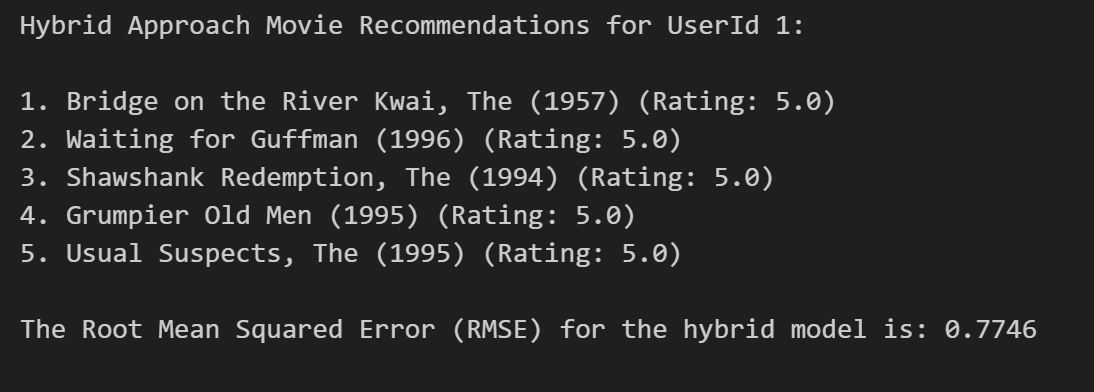 Hybrid Approach Movie Recommendations for UserId 1:
1. Bridge on the River Kwai, The (1957) (Rating: 5.0)
2. Waiting for Guffman (1996) (Rating: 5.0)
3. Shawshank Redemption, The (1994) (Rating: 5.0)
4. Grumpier Old Men (1995) (Rating: 5.0)
5. Usual Suspects, The (1995) (Rating: 5.0)
The Root Mean Squared Error (RMSE) for the hybrid model is: 0.7746